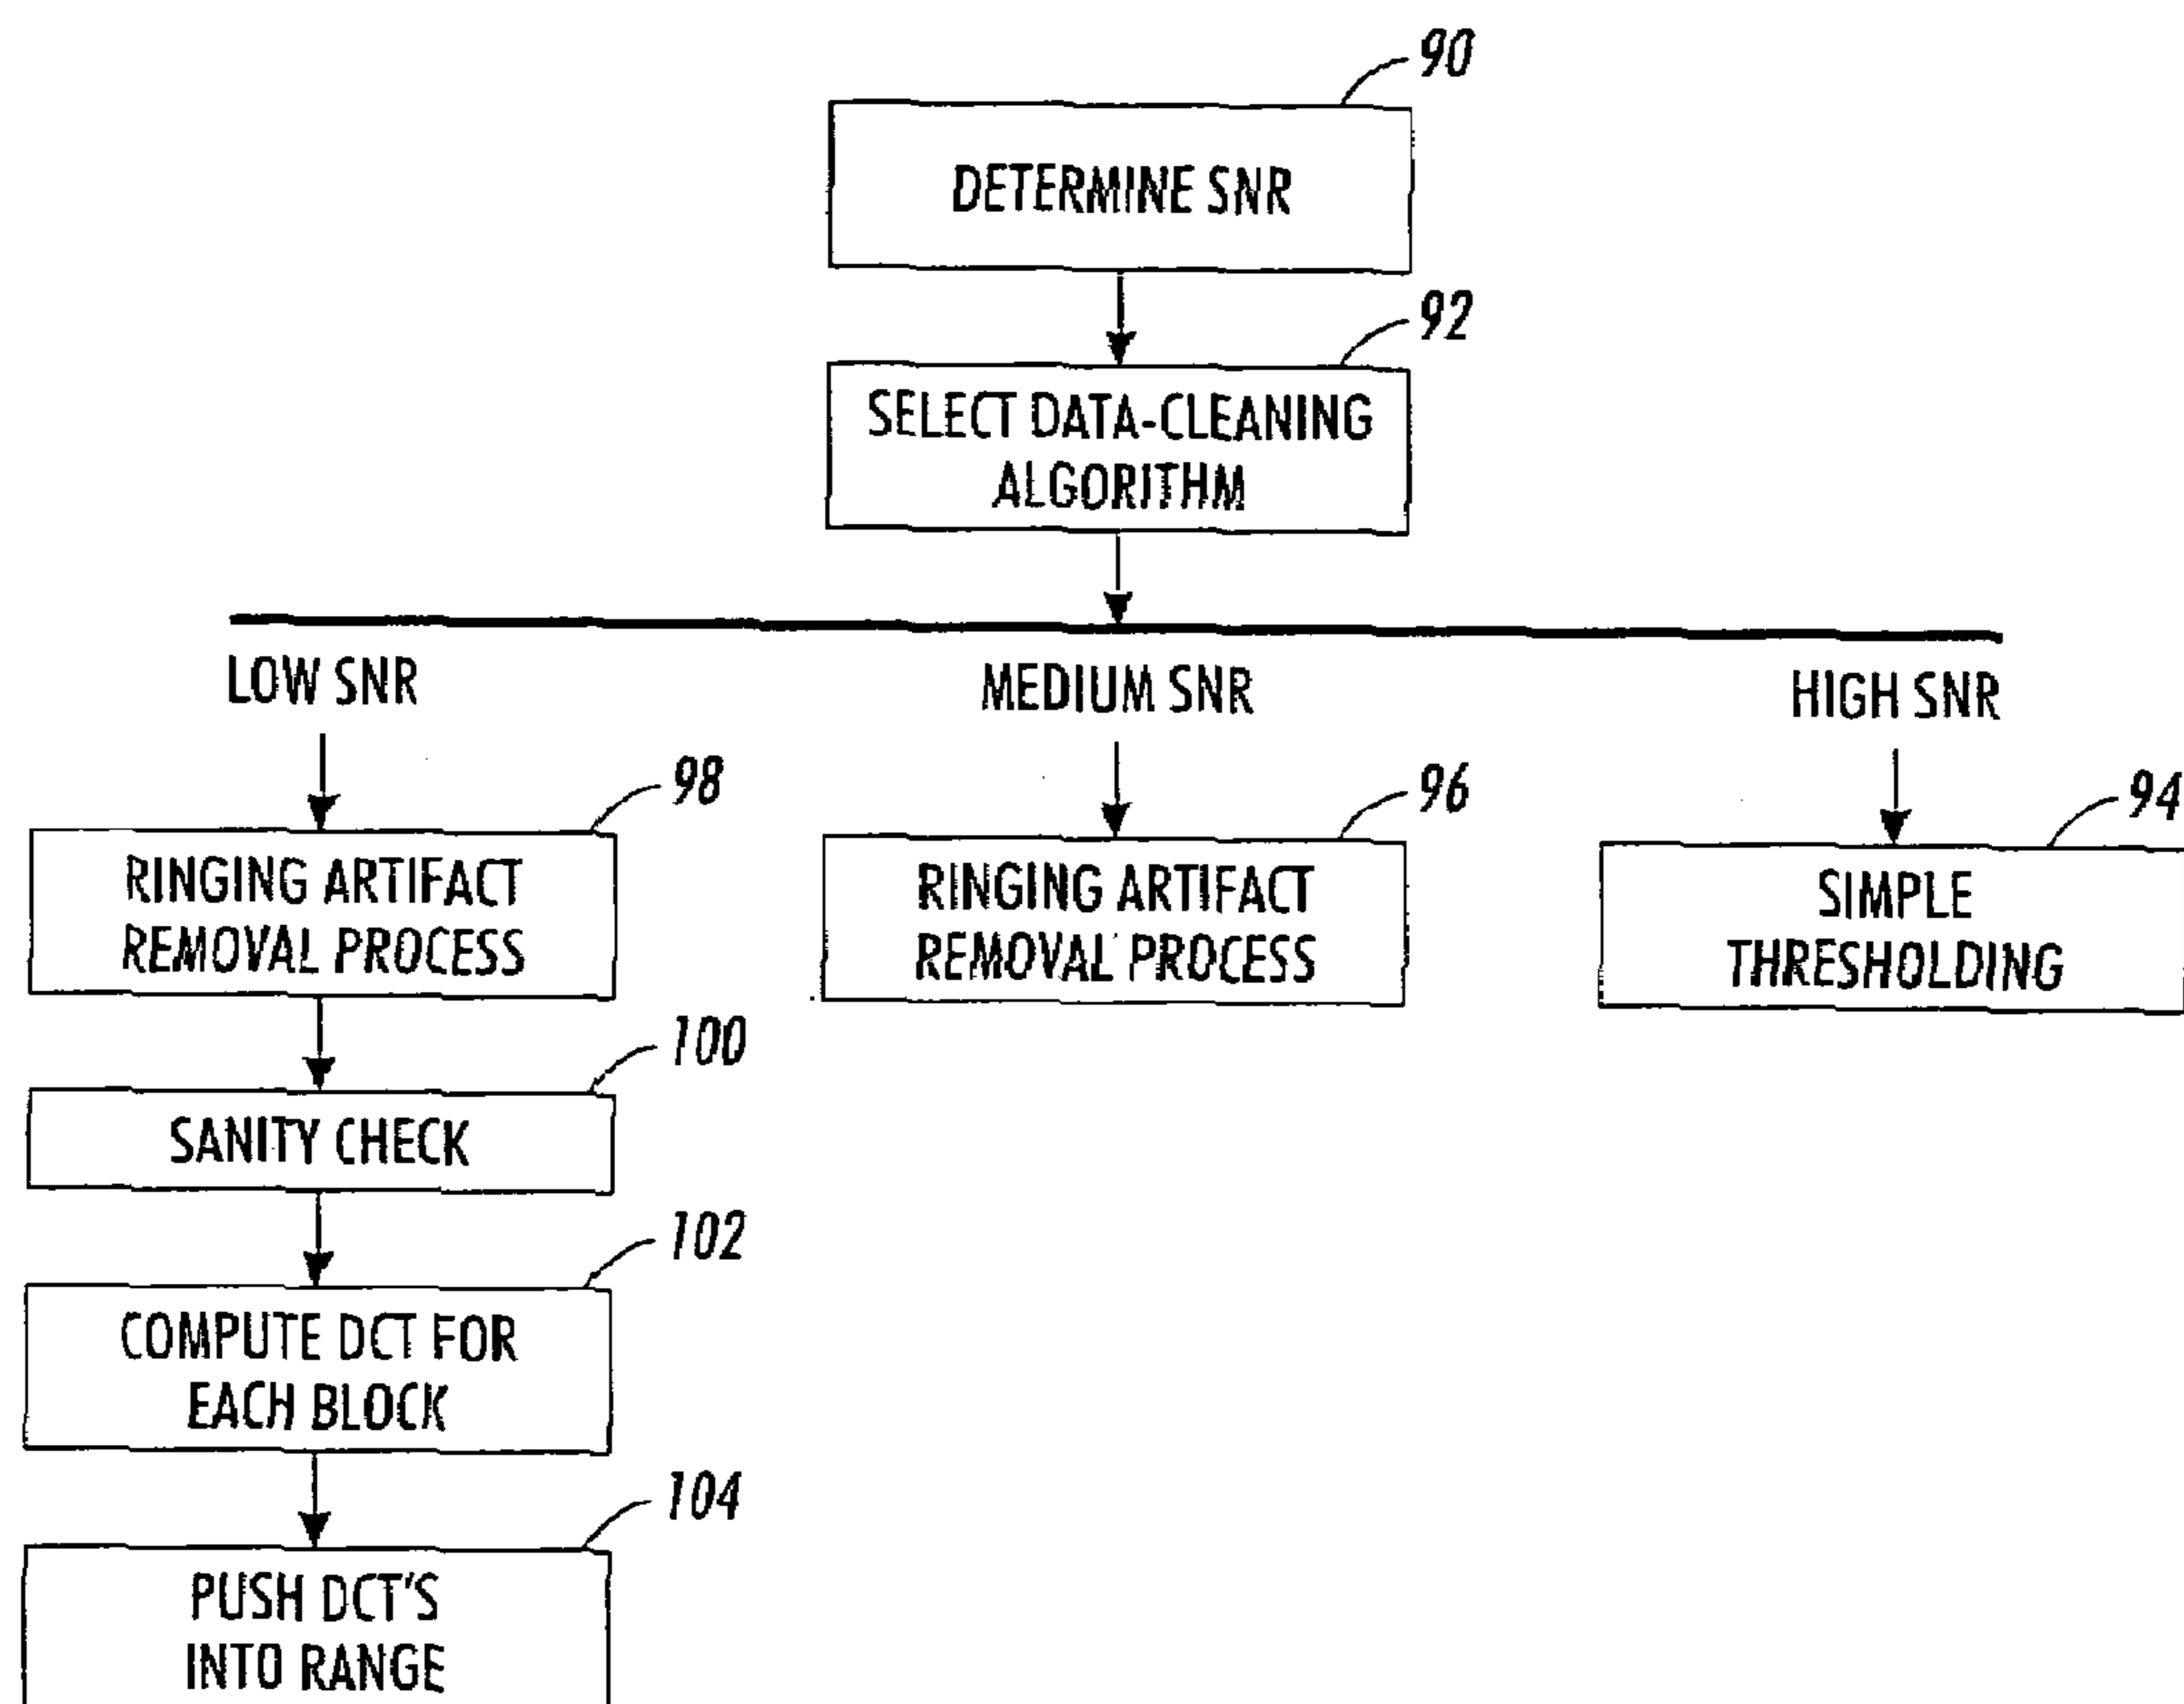 90
DETERMINE SNR
92
SELECT DATA-CLEANING
ALGORITHM
LOW SNR
MEDIUM SNR
HIGH SNR
98
RINGING ARTIFACT
REMOVAL PROCESS
96
RINGING ARTIFACT
REMOVAL PROCESS
94
SIMPLE
THRESHOLDING
100
SANITY CHECK
102
COMPUTE DCT FOR
EACH BLOCK
104
PUSH DCT'S
INTO RANGE